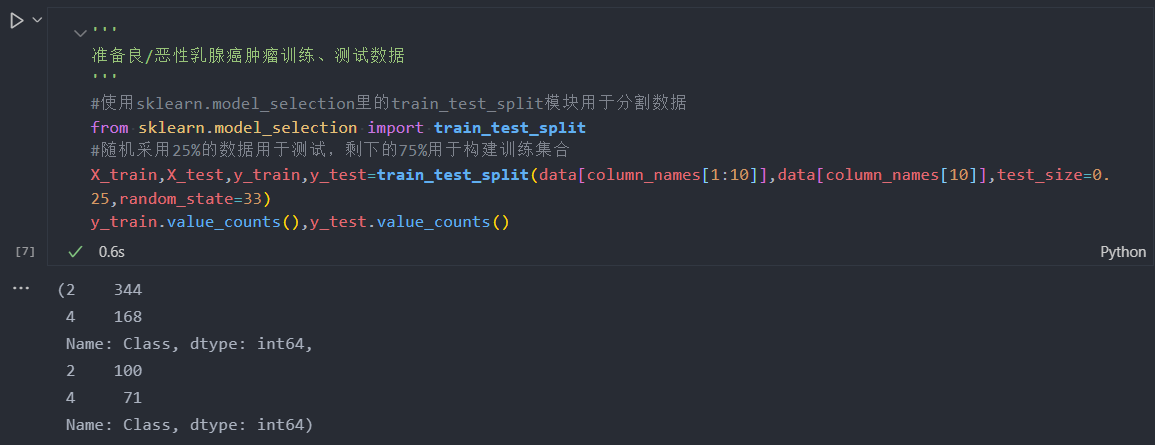 '''
准备良/恶性乳腺癌肿瘤训练、测试数据
'''
#使用sklearn.model_selection里的train_test_split模块用于分割数据
from sklearn.model_selection import train_test_split
#随机采用25%的数据用于测试，剩下的75%用于构建训练集合
X_train,X_test,y_train,y_test=train_test_split(data[column_names[1:10]],data[column_names[10]],test_size=0.
25,random_state=33)
y_train.value_counts(),y_test.value_counts()
[7] 0.6s Python
(2    344
 4    168
 Name: Class, dtype: int64,
 2    100
 4     71
 Name: Class, dtype: int64)